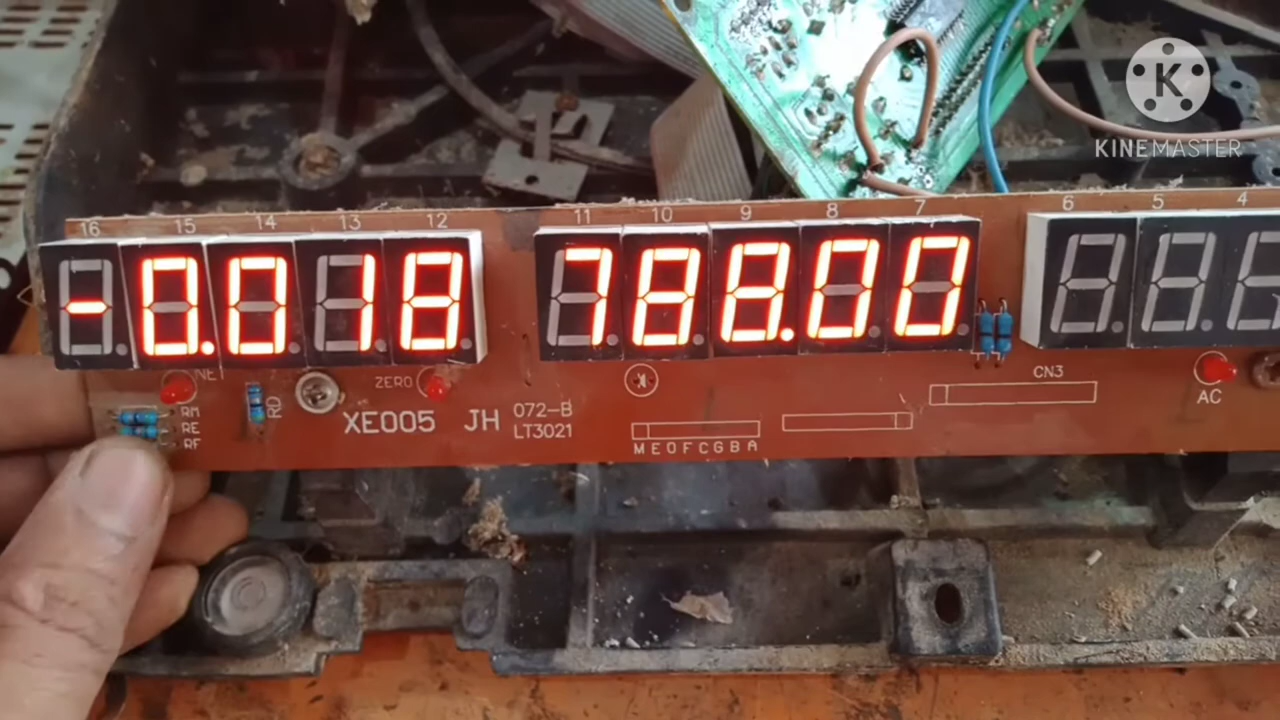 K
KINEMASTER
16 15 14 13 12 11 10 9 8 7 6 5 4
-0.018 788.00
NET ZERO CN3
RM
RE
RF
RD
XE005 JH 072-B
LT3021
MEOFCGBA
AC